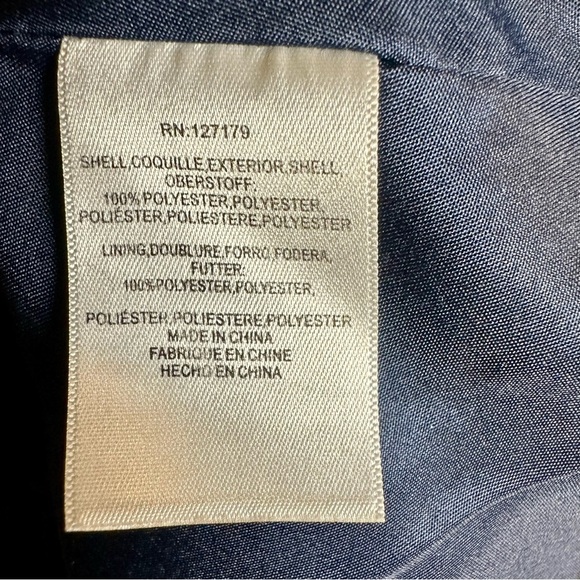 RN:127179
SHELL,COQUILLE,EXTERIOR,SHELL,
OBERSTOFF:
100%POLYESTER,POLYESTER,
POLIÉSTER,POLIESTERE,POLYESTER
LINING,DOUBLURE,FORRO FODERA,
FUTTER:
100%POLYESTER,POLYESTER,
POLIÉSTER,POLIESTERE,POLYESTER
MADE IN CHINA
FABRIQUE EN CHINE
HECHO EN CHINA